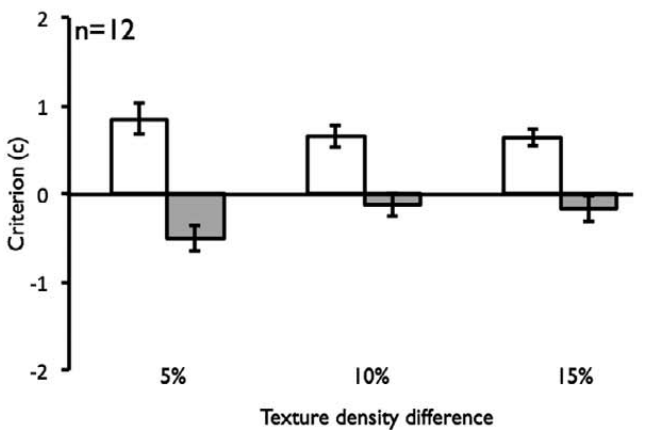 2
n=12
1
0
-1
-2
Criterion (c)
5% 10% 15%
Texture density difference